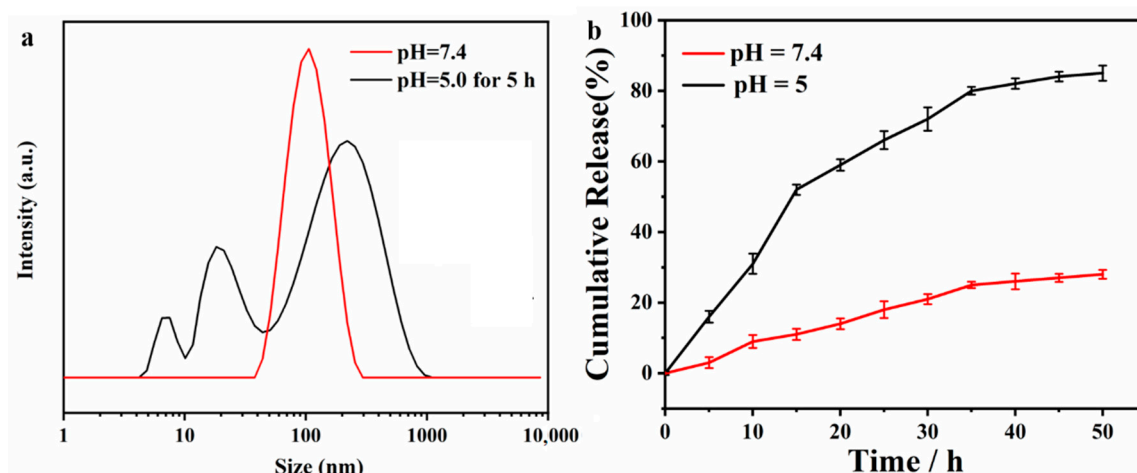 a
pH=7.4
pH=5.0 for 5 h
Intensity (a.u.)
1
10
100
1000
10,000
Size (nm)
b
pH = 7.4
pH = 5
Cumulative Release(%)
100
80
60
40
20
0
0
10
20
30
40
50
Time / h